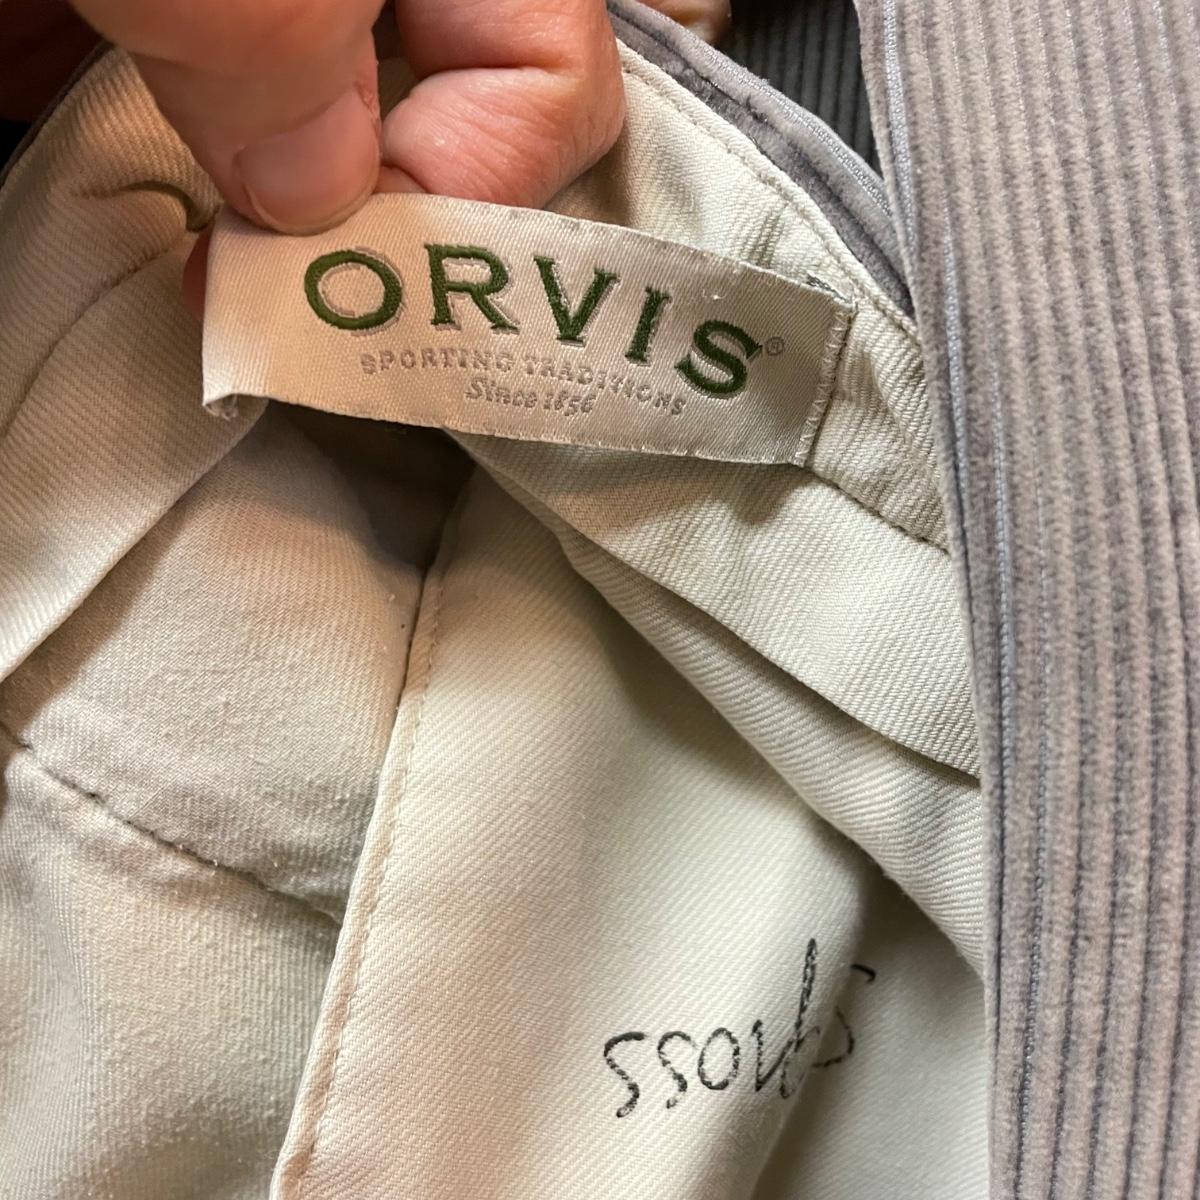 ORVIS®
SPORTING TRADITIONS
Since 1856